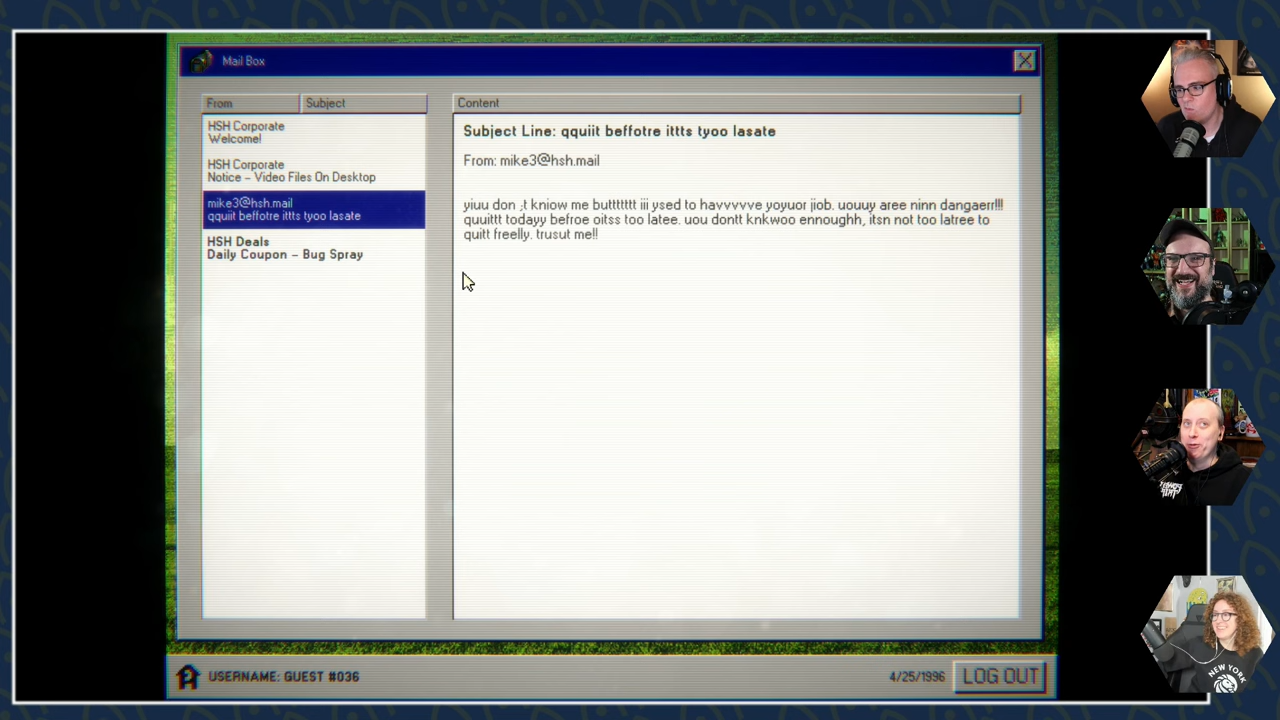 Mail Box
From Subject Content
HSH Corporate
Welcome!
HSH Corporate
Notice - Video Files On Desktop
mike3@hsh.mail
qquiit beffotre ittts tyoo lasate
HSH Deals
Daily Coupon - Bug Spray
Subject Line: qquiit beffotre ittts tyoo lasate
From: mike3@hsh.mail
yiuu don ;t kniow me buttttttt iii ysed to havvvvve yoyuor jiob. uouuy aree ninn dangaerr!!!
quuittt todayy befroe oitss too latee. uou dontt knkwoo ennoughh, itsn not too latree to
quitt freelly. trusut me!!
USERNAME: GUEST #036
4/25/1996
LOG OUT
NEW YORK